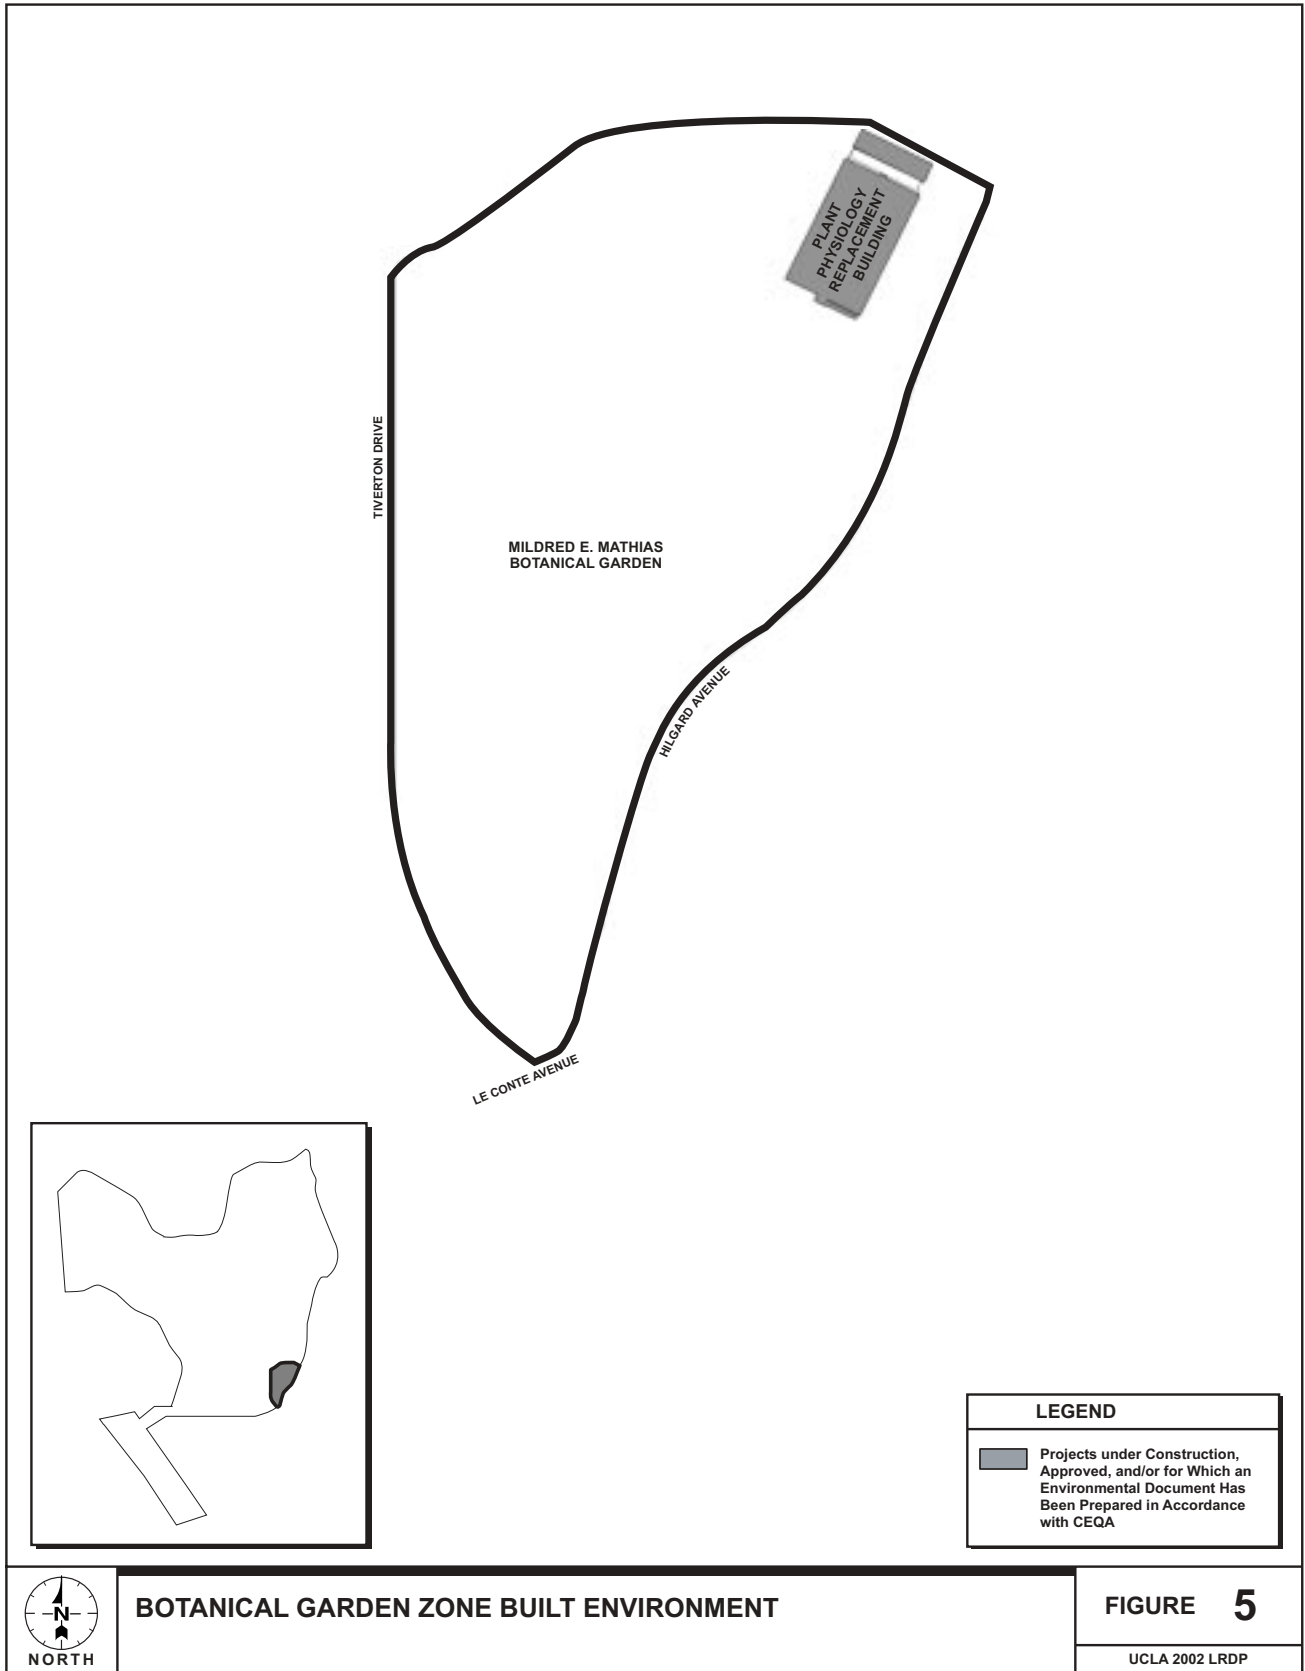 PLANT
PHYSIOLOGY
REPLACEMENT
BUILDING
TIVERTON DRIVE
MILDRED E. MATHIAS
BOTANICAL GARDEN
HILGARD AVENUE
LE CONTE AVENUE
LEGEND
Projects under Construction,
Approved, and/or for Which an
Environmental Document Has
Been Prepared in Accordance
with CEQA
N
NORTH
BOTANICAL GARDEN ZONE BUILT ENVIRONMENT
FIGURE 5
UCLA 2002 LRDP